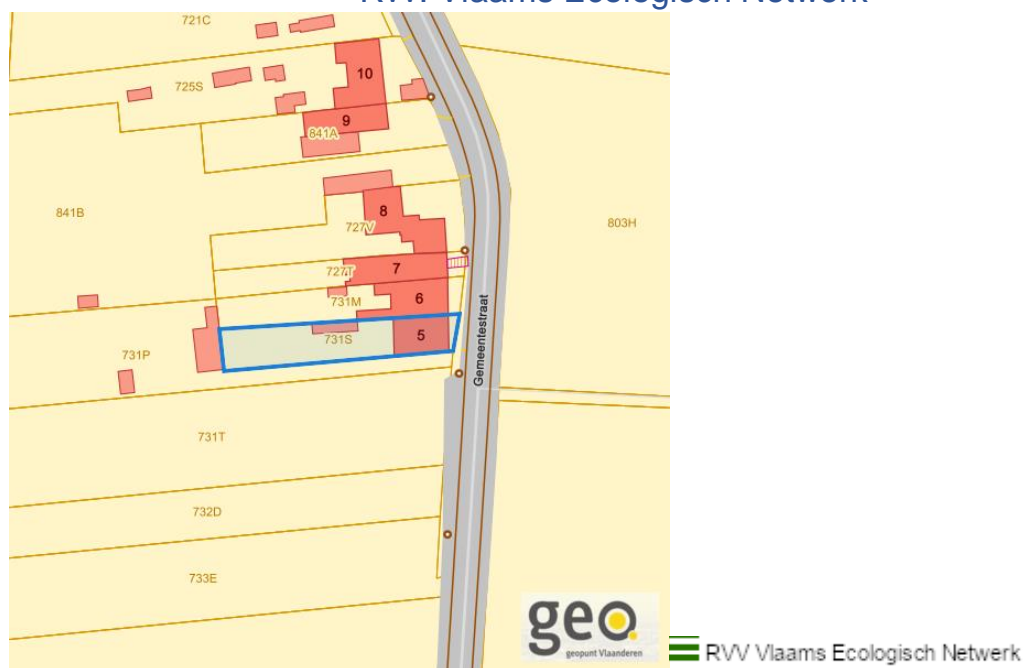 RVV Vlaams Ecologisch Netwerk
721C
10
725S
9
841A
841B
8
803H
727V
7
727T
6
731M
5
731S
731P
Gemeentestraat
731T
732D
733E
geo
geopunt Vlaanderen
RVV Vlaams Ecologisch Netwerk